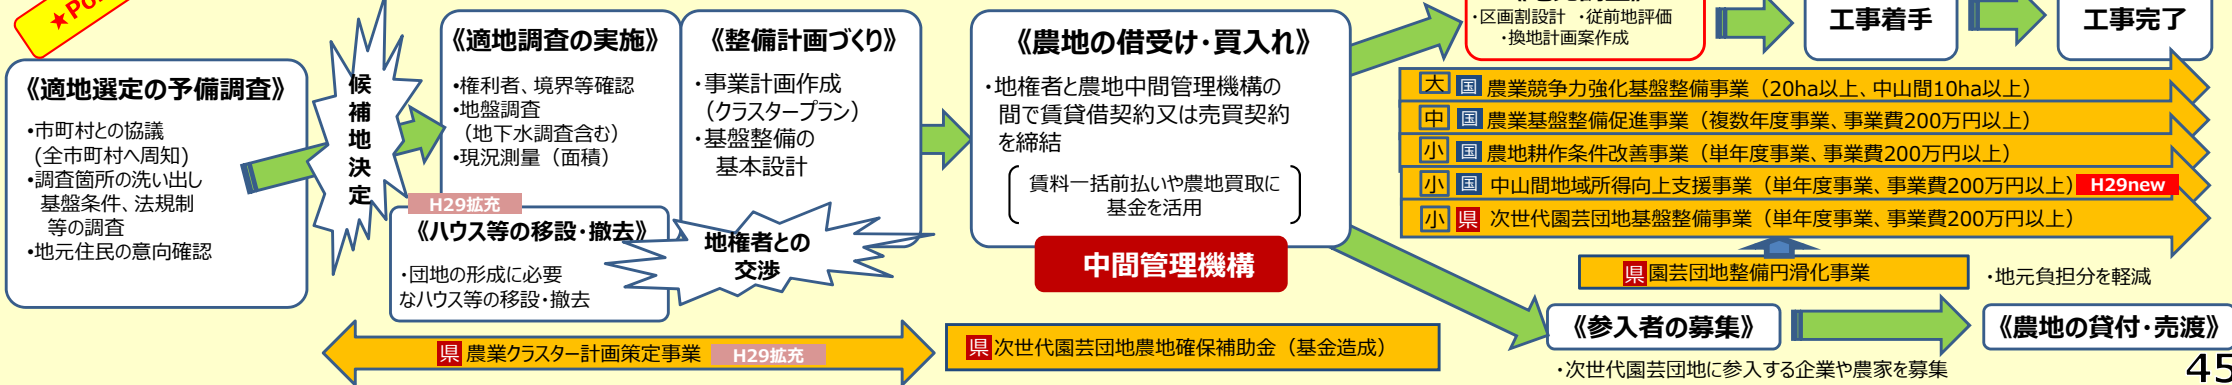 《適地選定の予備調査》
•市町村との協議
(全市町村へ周知)
•調査箇所の洗い出し
基盤条件、法規制
等の調査
•地元住民の意向確認
候補地決定
《適地調査の実施》
•権利者、境界等確認
•地盤調査
（地下水調査含む）
•現況測量（面積）
H29拡充
《ハウス等の移設・撤去》
・団地の形成に必要
なハウス等の移設・撤去
《整備計画づくり》
・事業計画作成
（クラスタープラン）
・基盤整備の
基本設計
地権者との
交渉
県 農業クラスター計画策定事業 H29拡充
《農地の借受け・買入れ》
・地権者と農地中間管理機構の
間で賃貸借契約又は売買契約
を締結
賃料一括前払いや農地買取に
基金を活用
中間管理機構
県 次世代園芸団地農地確保補助金（基金造成）
・区画割設計 ・従前地評価
・換地計画案作成
工事着手
工事完了
大 国 農業競争力強化基盤整備事業（20ha以上、中山間10ha以上）
中 国 農業基盤整備促進事業（複数年度事業、事業費200万円以上）
小 国 農地耕作条件改善事業（単年度事業、事業費200万円以上）
小 国 中山間地域所得向上支援事業（単年度事業、事業費200万円以上） H29new
小 県 次世代園芸団地基盤整備事業（単年度事業、事業費200万円以上）
県 園芸団地整備円滑化事業
・地元負担分を軽減
《参入者の募集》
・次世代園芸団地に参入する企業や農家を募集
《農地の貸付・売渡》
45